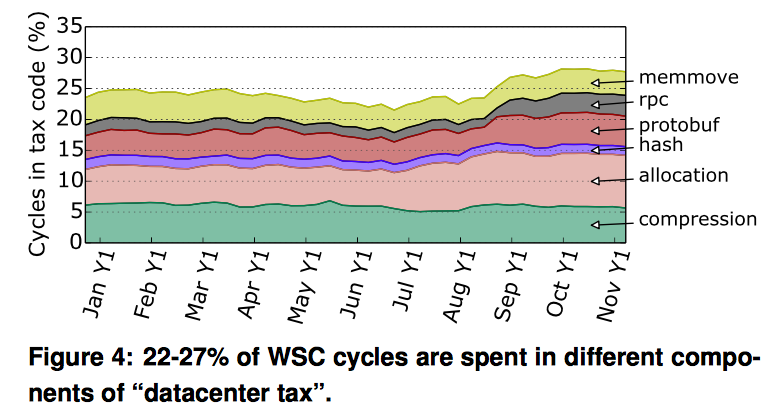 35
30
25
20
15
10
5
0
Cycles in tax code (%)
memmove
rpc
protobuf
hash
allocation
compression
Jan Y1
Feb Y1
Mar Y1
Apr Y1
May Y1
Jun Y1
Jul Y1
Aug Y1
Sep Y1
Oct Y1
Nov Y1
Figure 4: 22-27% of WSC cycles are spent in different compo-
nents of “datacenter tax”.